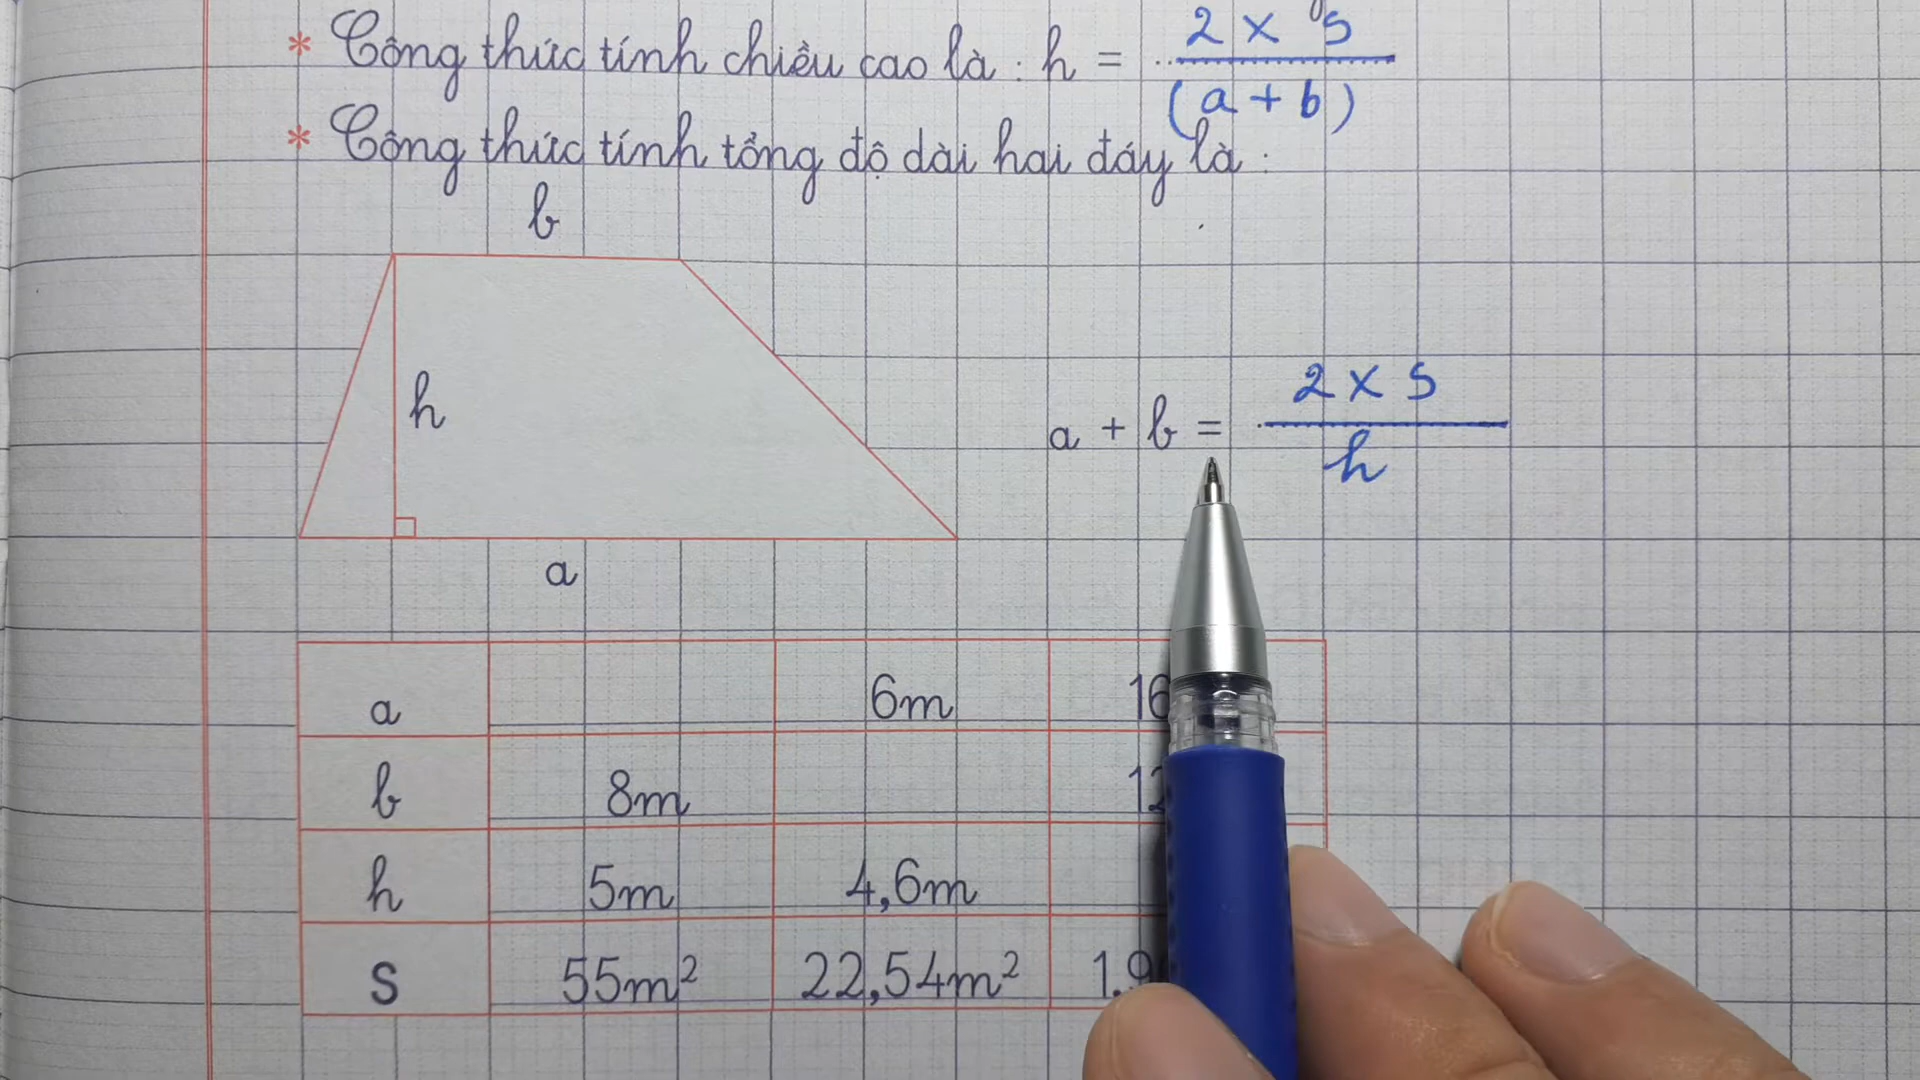 * Công thức tính chiều cao là : h = 2 x S / (a + b)
* Công thức tính tổng độ dài hai đáy là :
b
h
a
a + b = 2 x S / h
a 6m
b 8m
h 5m 4,6m
S 55m² 22,54m²